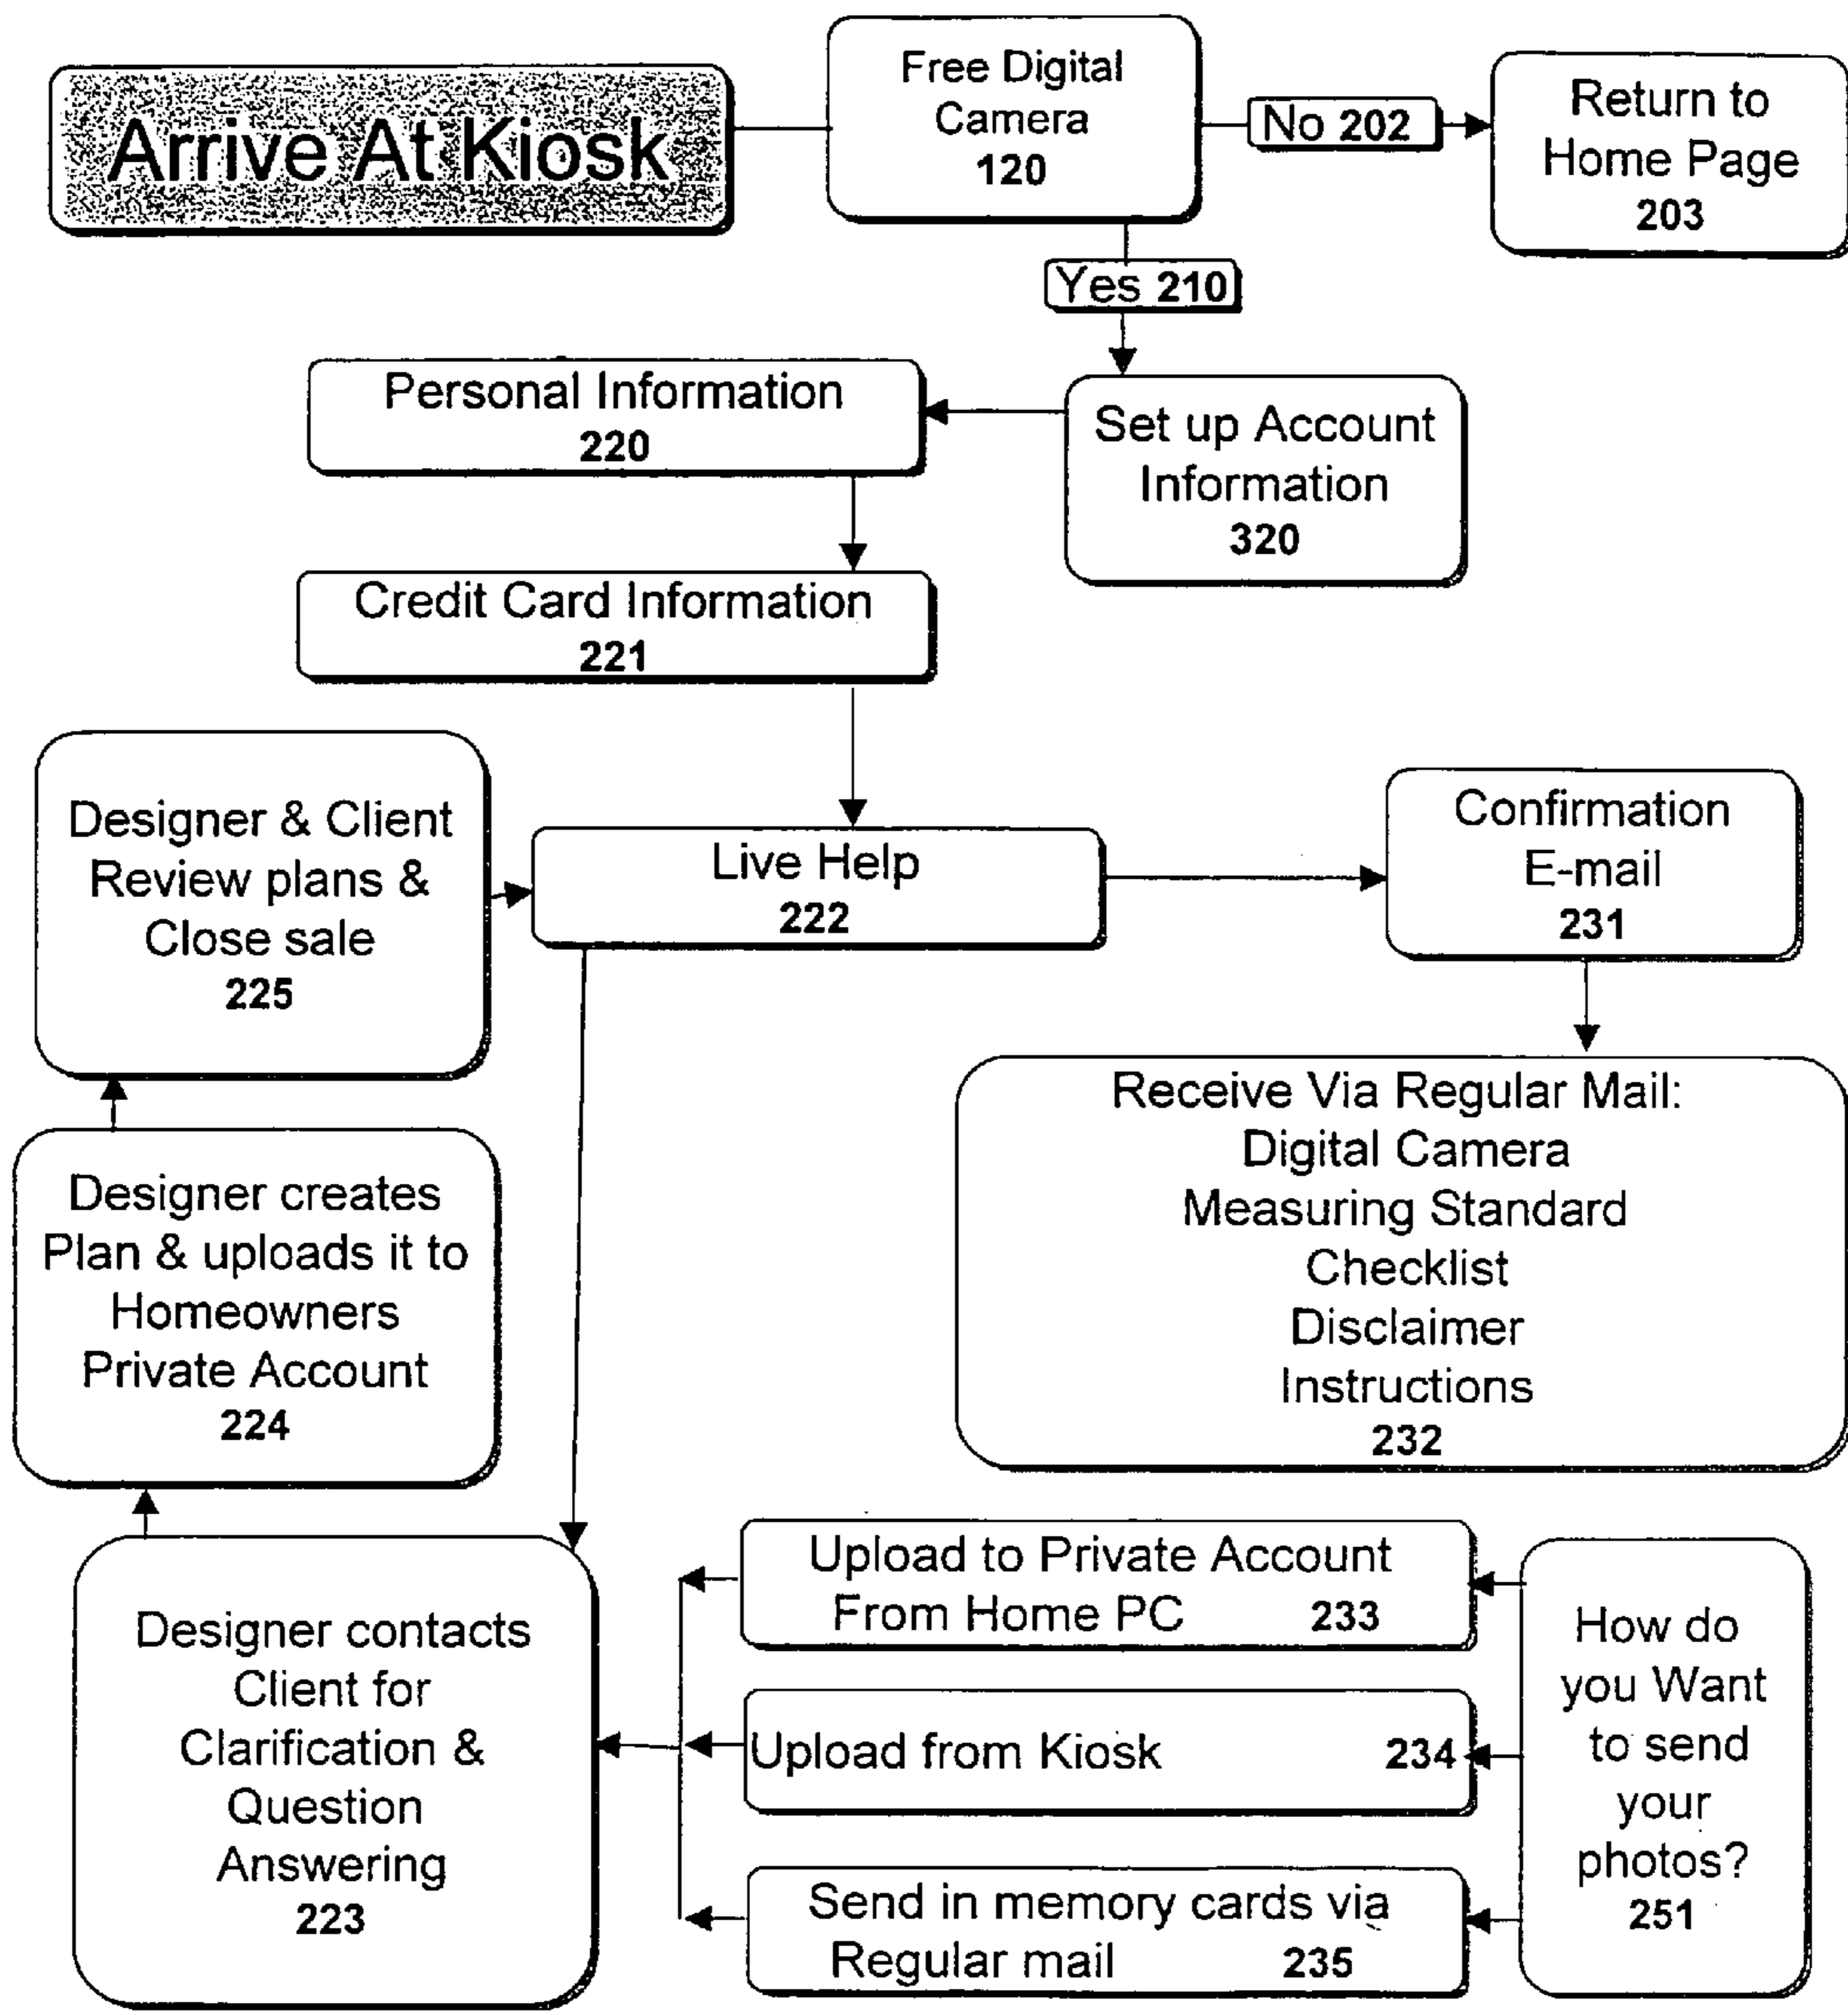 Arrive At Kiosk
Free Digital
Camera
120
No 202
Return to
Home Page
203
Yes 210
Personal Information
220
Set up Account
Information
320
Credit Card Information
221
Designer & Client
Review plans &
Close sale
225
Live Help
222
Confirmation
E-mail
231
Receive Via Regular Mail:
Digital Camera
Measuring Standard
Checklist
Disclaimer
Instructions
232
Designer creates
Plan & uploads it to
Homeowners
Private Account
224
Designer contacts
Client for
Clarification &
Question
Answering
223
Upload to Private Account
From Home PC 233
Upload from Kiosk 234
Send in memory cards via
Regular mail 235
How do
you Want
to send
your
photos?
251